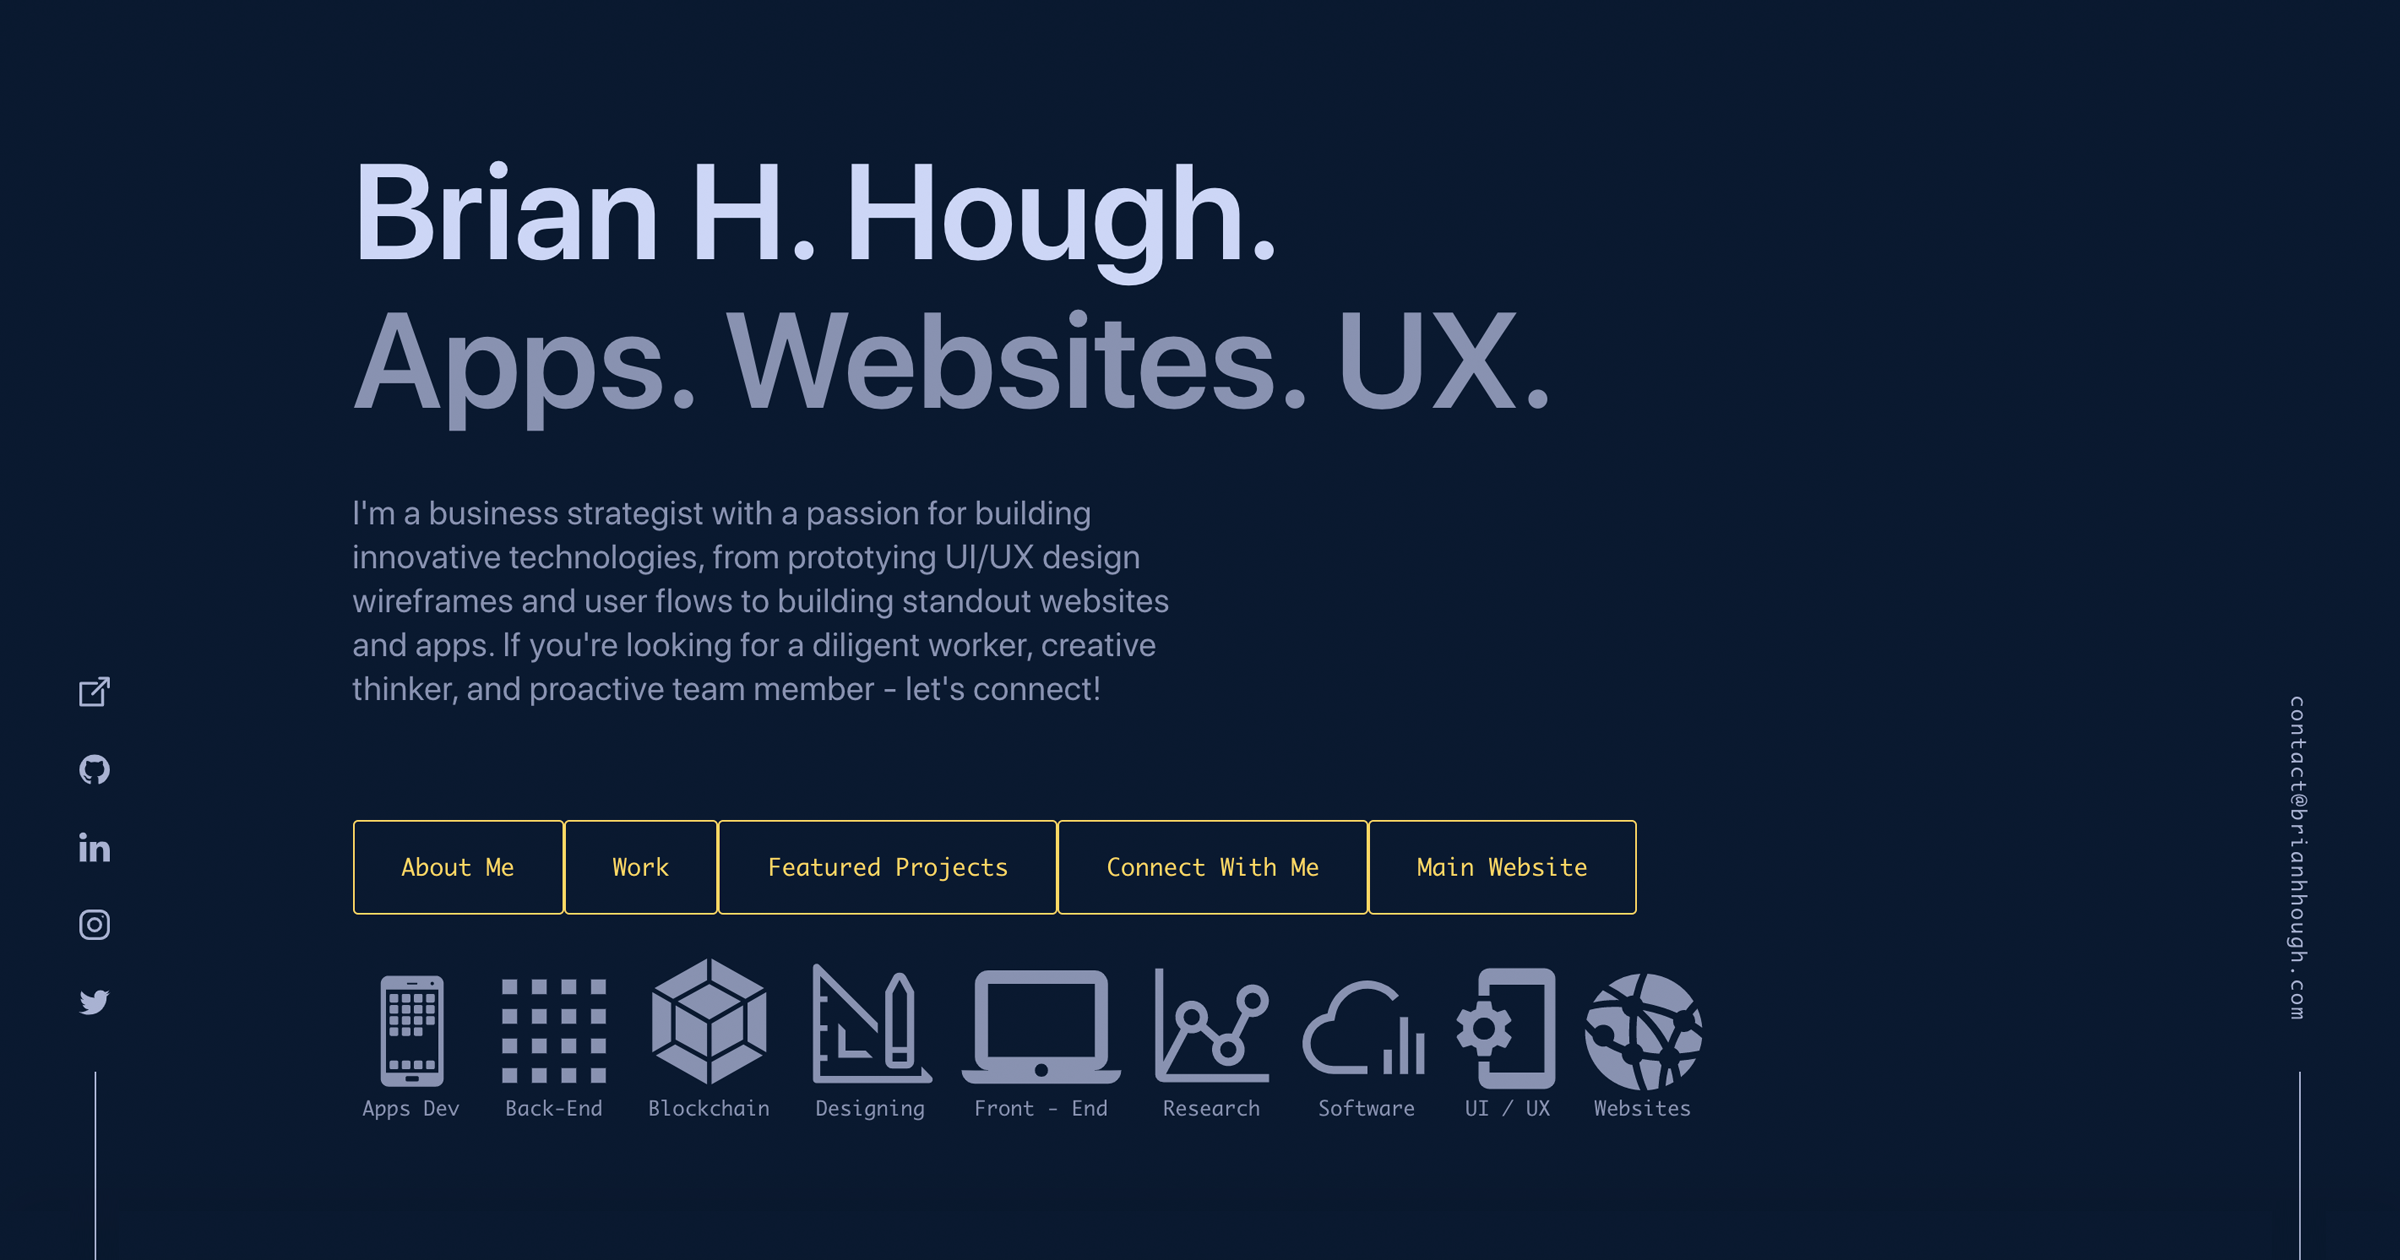 Brian H. Hough.
Apps. Websites. UX.
I'm a business strategist with a passion for building
innovative technologies, from prototying UI/UX design
wireframes and user flows to building standout websites
and apps. If you're looking for a diligent worker, creative
thinker, and proactive team member - let's connect!
About Me
Work
Featured Projects
Connect With Me
Main Website
Apps Dev
Back-End
Blockchain
Designing
Front - End
Research
Software
UI / UX
Websites
contact@brianhhough.com